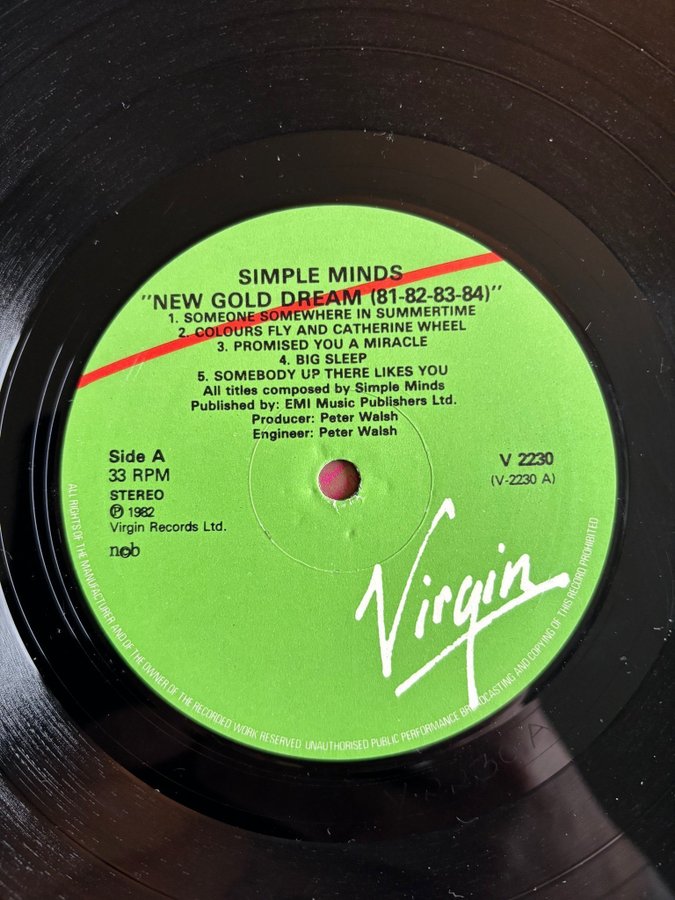 SIMPLE MINDS
"NEW GOLD DREAM (81-82-83-84)"
1. SOMEONE SOMEWHERE IN SUMMERTIME
2. COLOURS FLY AND CATHERINE WHEEL
3. PROMISED YOU A MIRACLE
4. BIG SLEEP
5. SOMEBODY UP THERE LIKES YOU
All titles composed by Simple Minds
Published by: EMI Music Publishers Ltd.
Producer: Peter Walsh
Engineer: Peter Walsh
Side A
33 RPM
STEREO
℗ 1982
Virgin Records Ltd.
ncb
V 2230
(V-2230 A)
Virgin
ALL RIGHTS OF THE MANUFACTURER AND OF THE OWNER OF THE RECORDED WORK RESERVED UNAUTHORISED PUBLIC PERFORMANCE BROADCASTING AND COPYING OF THIS RECORD PROHIBITED